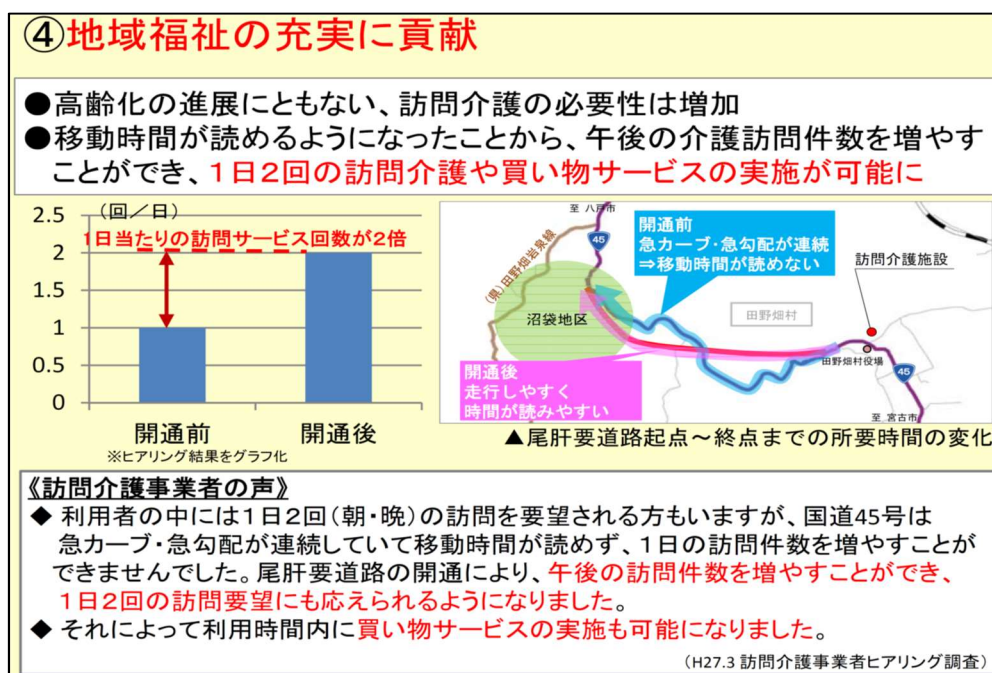 ④地域福祉の充実に貢献
●高齢化の進展にともない、訪問介護の必要性は増加
●移動時間が読めるようになったことから、午後の介護訪問件数を増やす
ことができ、1日2回の訪問介護や買い物サービスの実施が可能に
(回／日)
1日当たりの訪問サービス回数が2倍
2.5
2
1.5
1
0.5
0
開通前
開通後
※ヒアリング結果をグラフ化
至 八戸市
45
(県)田野畑岩泉線
開通前
急カーブ・急勾配が連続
⇒移動時間が読めない
訪問介護施設
沼袋地区
田野畑村
田野畑村役場
45
開通後
走行しやすく
時間が読みやすい
至 宮古市
▲尾肝要道路起点～終点までの所要時間の変化
《訪問介護事業者の声》
◆ 利用者の中には1日2回(朝・晩)の訪問を要望される方もいますが、国道45号は
急カーブ・急勾配が連続していて移動時間が読めず、1日の訪問件数を増やすことが
できませんでした。尾肝要道路の開通により、午後の訪問件数を増やすことができ、
1日2回の訪問要望にも応えられるようになりました。
◆ それによって利用時間内に買い物サービスの実施も可能になりました。
(H27.3 訪問介護事業者ヒアリング調査)